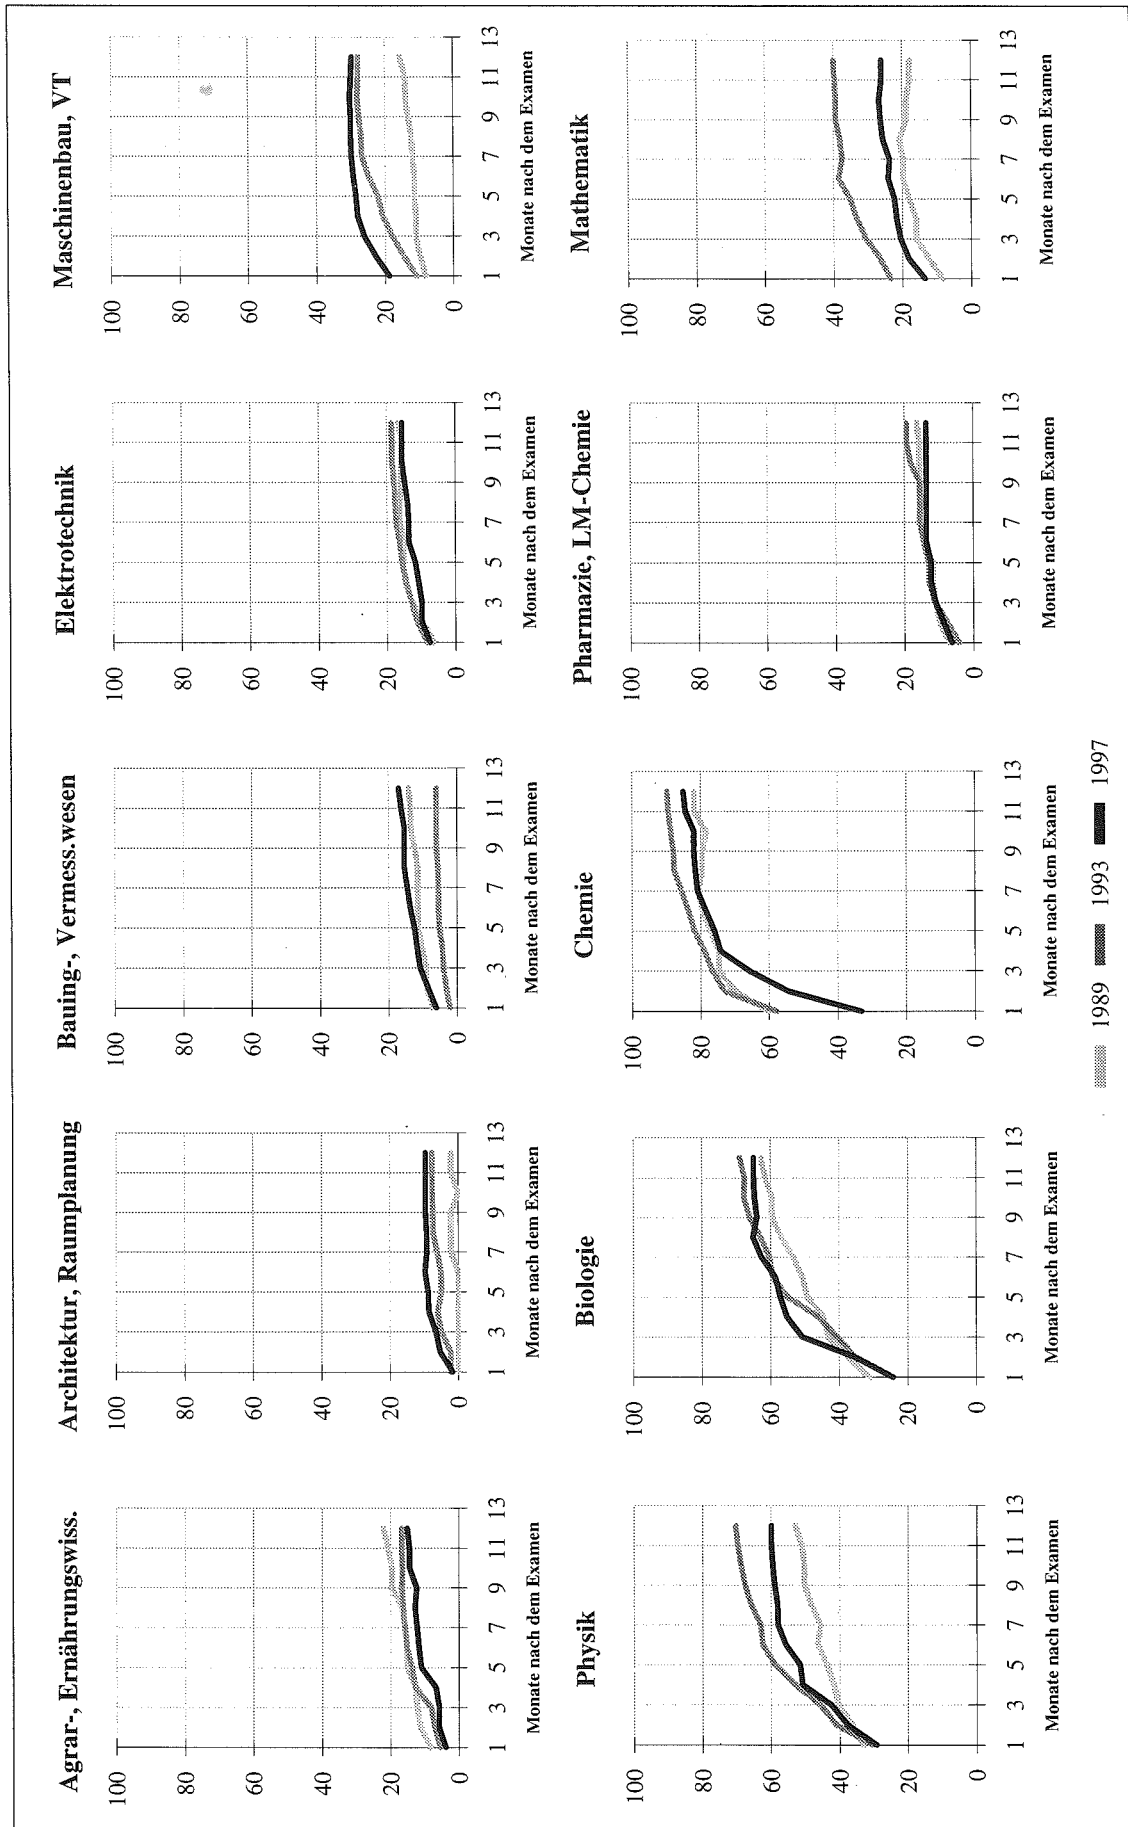 Agrar-, Ernährungswiss.
100
80
60
40
20
0
1 3 5 7 9 11 13
Monate nach dem Examen
Architektur, Raumplanung
100
80
60
40
20
0
1 3 5 7 9 11 13
Monate nach dem Examen
Bauing-, Vermess.wesen
100
80
60
40
20
0
1 3 5 7 9 11 13
Monate nach dem Examen
Elektrotechnik
100
80
60
40
20
0
1 3 5 7 9 11 13
Monate nach dem Examen
Maschinenbau, VT
100
80
60
40
20
0
1 3 5 7 9 11 13
Monate nach dem Examen
Physik
100
80
60
40
20
0
1 3 5 7 9 11 13
Monate nach dem Examen
Biologie
100
80
60
40
20
0
1 3 5 7 9 11 13
Monate nach dem Examen
Chemie
100
80
60
40
20
0
1 3 5 7 9 11 13
Monate nach dem Examen
Pharmazie, LM-Chemie
100
80
60
40
20
0
1 3 5 7 9 11 13
Monate nach dem Examen
Mathematik
100
80
60
40
20
0
1 3 5 7 9 11 13
Monate nach dem Examen
1989 1993 1997